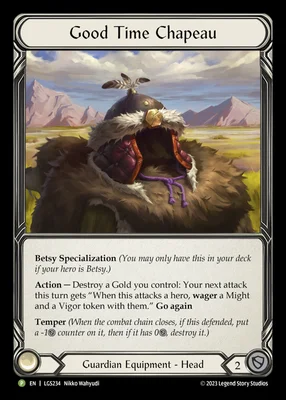 Good Time Chapeau
Betsy Specialization (You may only have this in your deck
if your hero is Betsy.)
Action — Destroy a Gold you control: Your next attack
this turn gets "When this attacks a hero, wager a Might
and a Vigor token with them." Go again
Temper (When the combat chain closes, if this defended, put
a -1 counter on it, then if it has 0 , destroy it.)
Guardian Equipment - Head
2
P EN | LGS234 Nikko Wahyudi
© 2023 Legend Story Studios